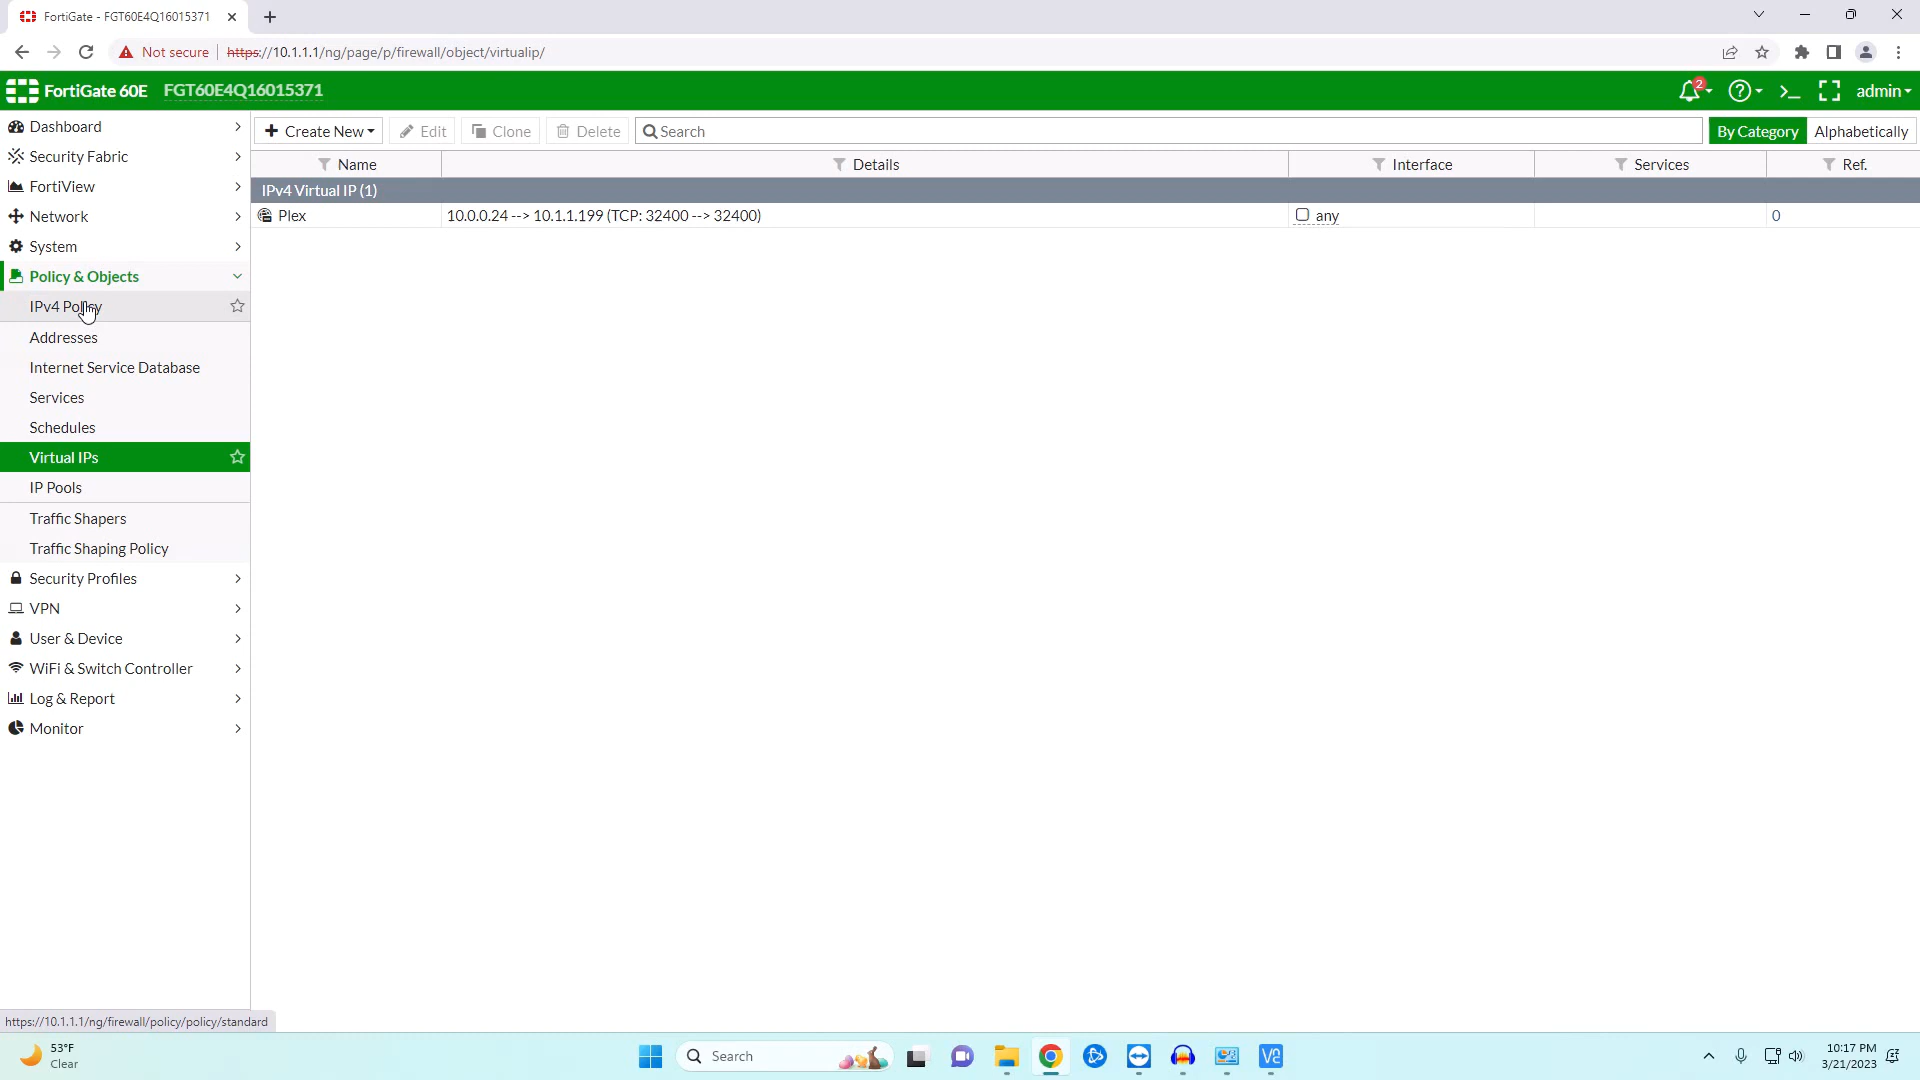 FortiGate - FGT60E4Q16015371
Not secure
https://10.1.1.1/ng/page/p/firewall/object/virtualip/
FortiGate 60E FGT60E4Q16015371
2
admin
Dashboard
Security Fabric
FortiView
Network
System
Policy & Objects
IPv4 Policy
Addresses
Internet Service Database
Services
Schedules
Virtual IPs
IP Pools
Traffic Shapers
Traffic Shaping Policy
Security Profiles
VPN
User & Device
WiFi & Switch Controller
Log & Report
Monitor
+ Create New Edit Clone Delete Search By Category Alphabetically
Name Details Interface Services Ref.
IPv4 Virtual IP (1)
Plex 10.0.0.24 --> 10.1.1.199 (TCP: 32400 --> 32400) any 0
https://10.1.1.1/ng/firewall/policy/policy/standard
53°F
Clear
Search
10:17 PM
3/21/2023